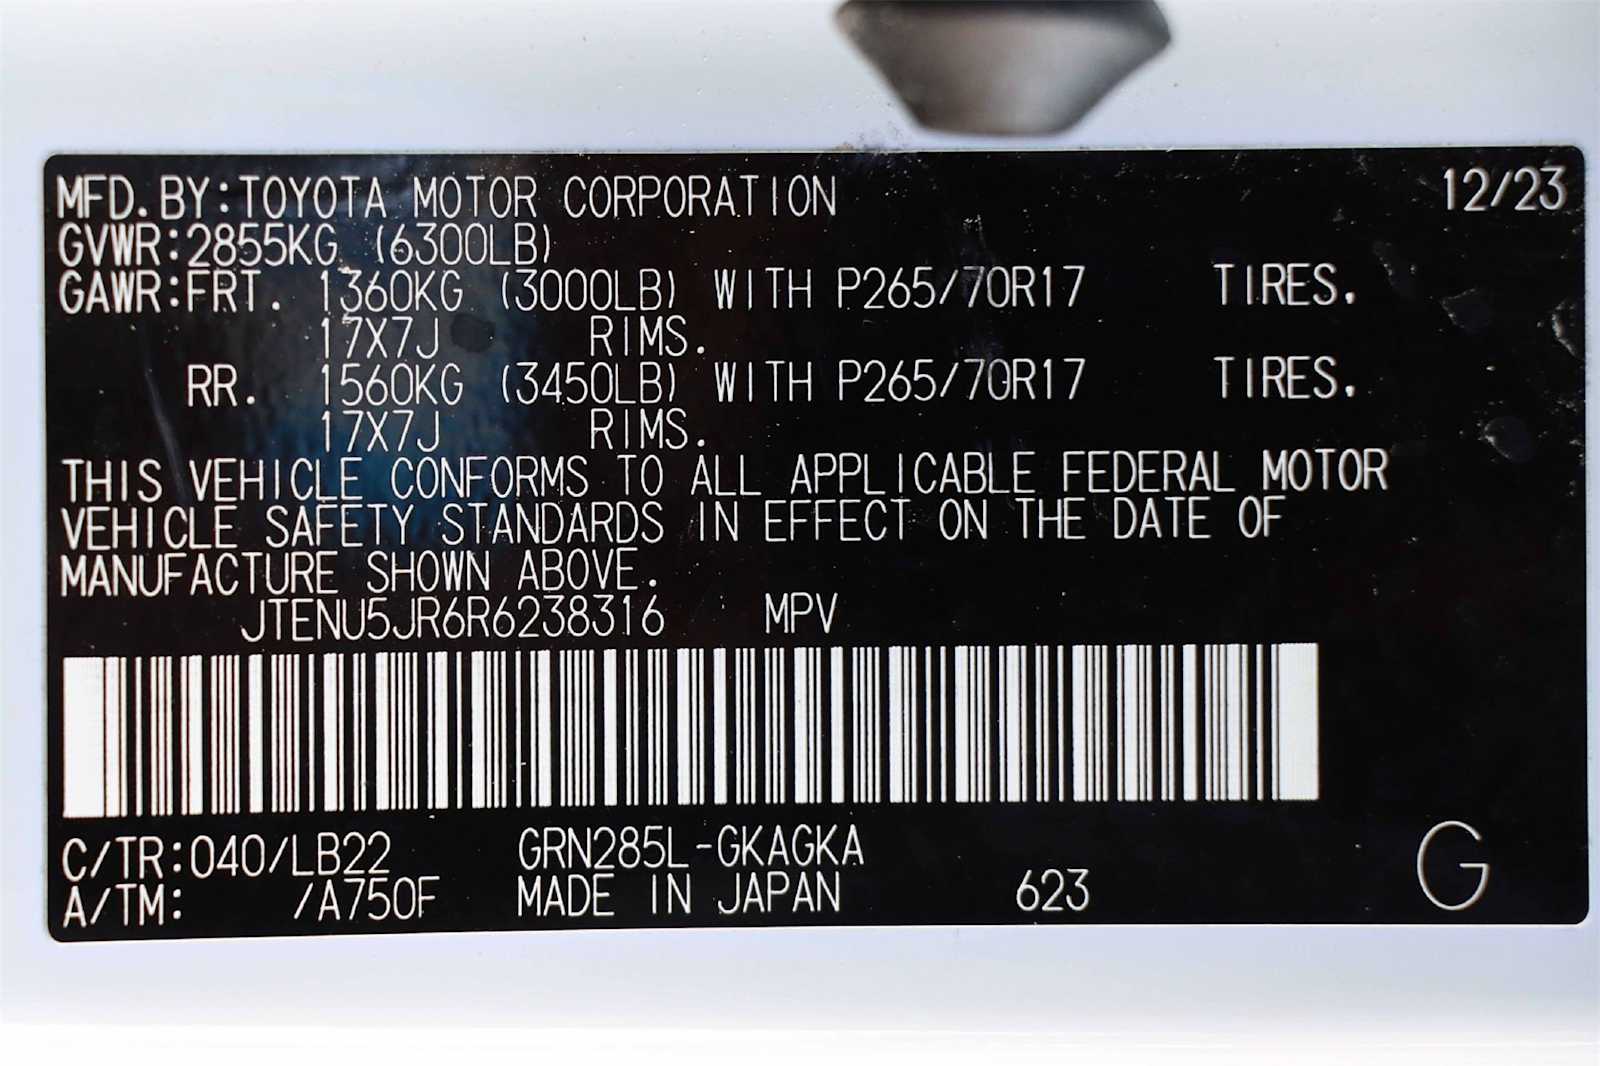 MFD.BY:TOYOTA MOTOR CORPORATION 12/23
GVWR:2855KG (6300LB)
GAWR:FRT. 1360KG (3000LB) WITH P265/70R17 TIRES.
17X7J RIMS.
RR. 1560KG (3450LB) WITH P265/70R17 TIRES.
17X7J RIMS.
THIS VEHICLE CONFORMS TO ALL APPLICABLE FEDERAL MOTOR
VEHICLE SAFETY STANDARDS IN EFFECT ON THE DATE OF
MANUFACTURE SHOWN ABOVE.
JTENU5JR6R6238316 MPV
C/TR:040/LB22 GRN285L-GKAGKA
A/TM: /A750F MADE IN JAPAN 623 G